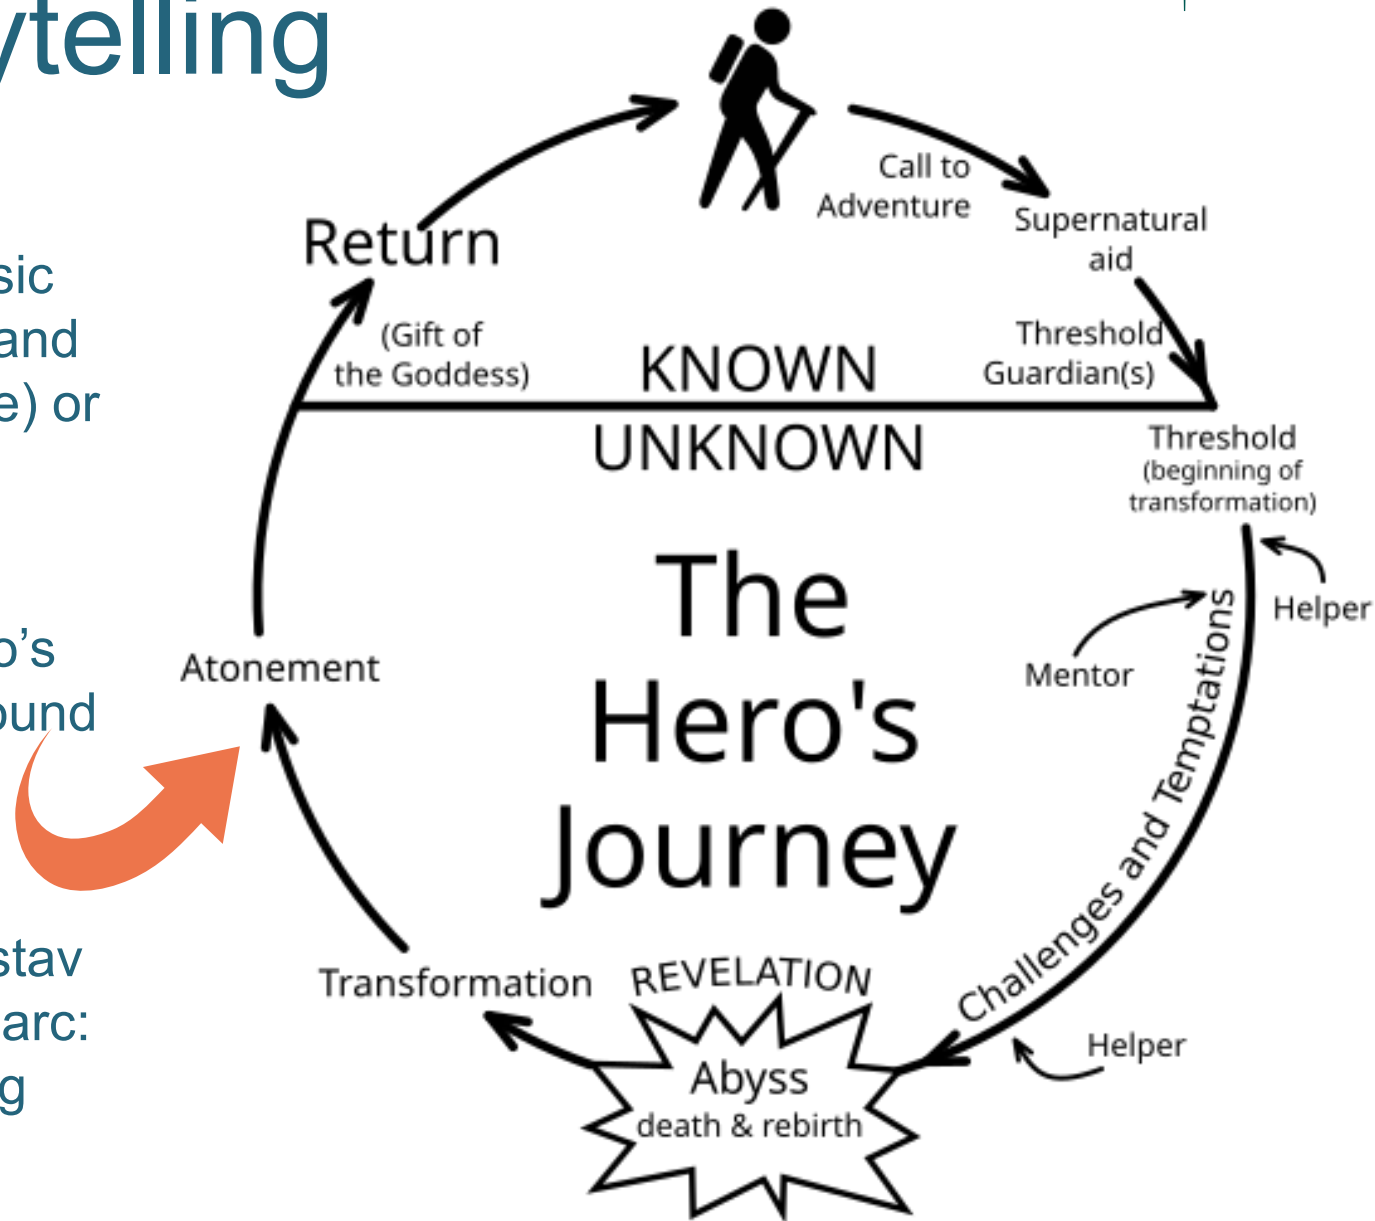 ytelling
sic
and
e) or
o’s
ound
stav
arc:
g
Call to
Adventure
Supernatural
aid
Return
(Gift of
the Goddess)
Threshold
Guardian(s)
KNOWN
UNKNOWN
Threshold
(beginning of
transformation)
Helper
Mentor
Challenges and Temptations
The
Hero's
Journey
Atonement
Transformation
REVELATION
Abyss
death & rebirth
Helper